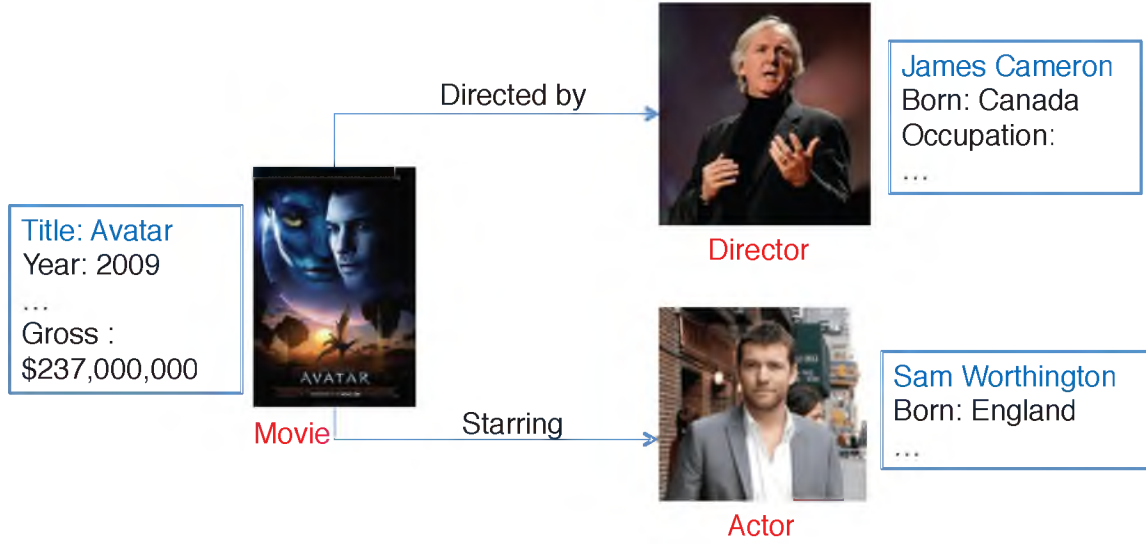 Directed by
James Cameron
Born: Canada
Occupation:
...
Title: Avatar
Year: 2009
...
Gross :
$237,000,000
AVATAR
Director
Movie
Starring
Sam Worthington
Born: England
...
Actor